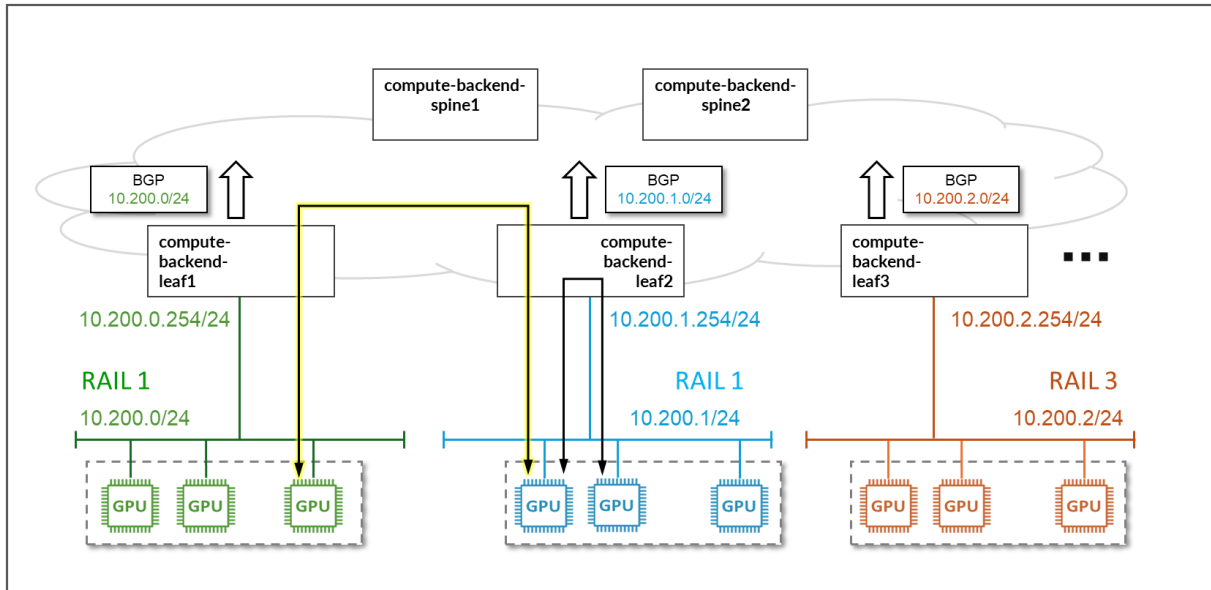 compute-backend-
spine1
compute-backend-
spine2
BGP
10.200.0/24
BGP
10.200.1.0/24
BGP
10.200.2.0/24
compute-
backend-
leaf1
compute-
backend-
leaf2
compute-
backend-
leaf3
10.200.0.254/24
10.200.1.254/24
10.200.2.254/24
RAIL 1
RAIL 1
RAIL 3
10.200.0/24
10.200.1/24
10.200.2/24
GPU
GPU
GPU
GPU
GPU
GPU
GPU
GPU
GPU